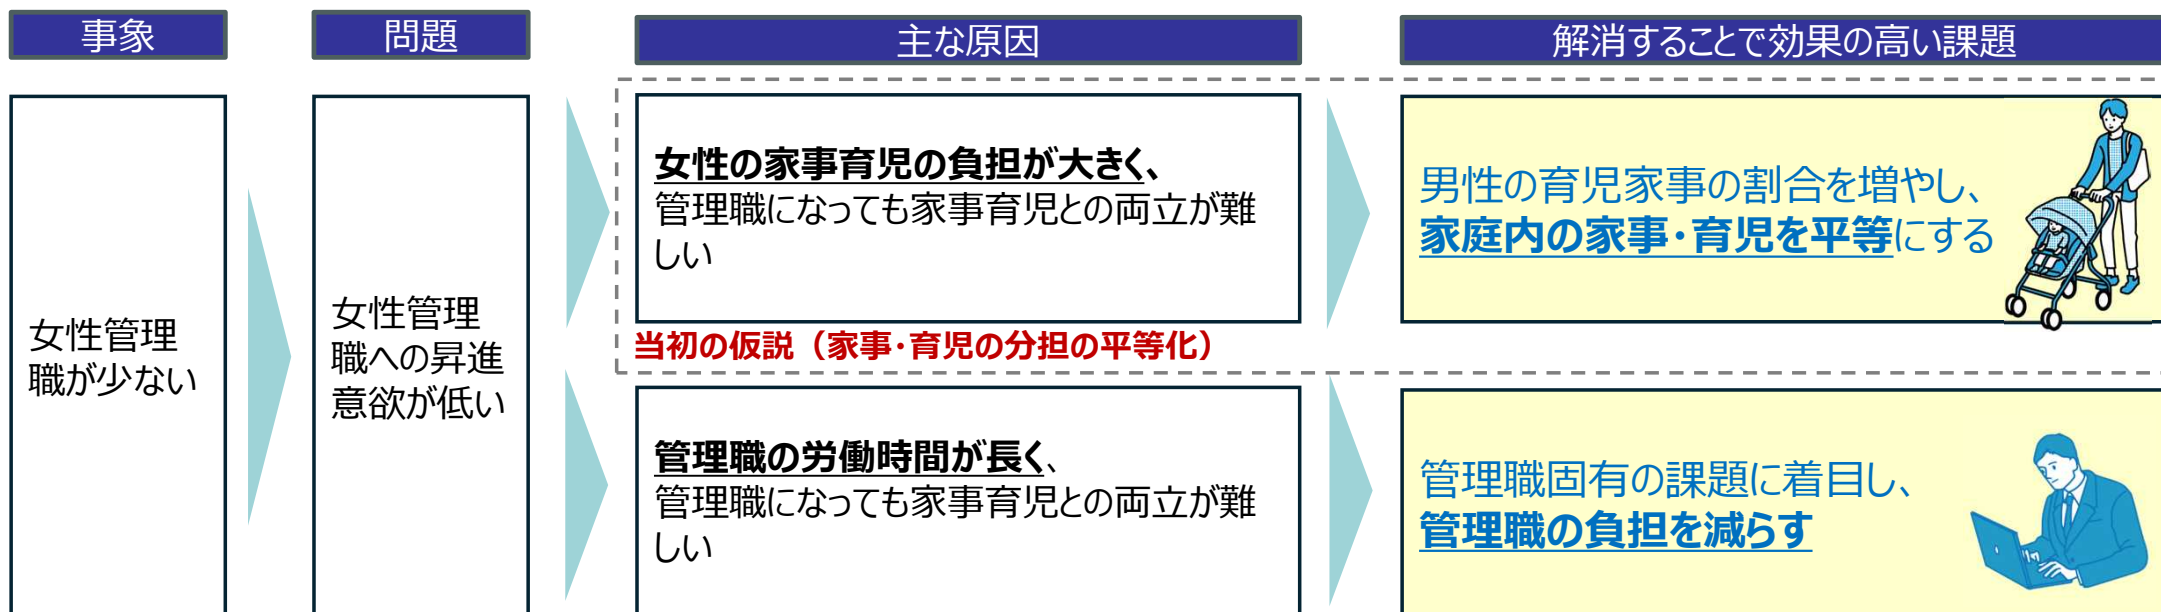 事象
問題
主な原因
解消することで効果の高い課題
女性管理
職が少ない
女性管理
職への昇進
意欲が低い
女性の家事育児の負担が大きく、
管理職になっても家事育児との両立が難
しい
男性の育児家事の割合を増やし、
家庭内の家事・育児を平等にする
当初の仮説（家事・育児の分担の平等化）
管理職の労働時間が長く、
管理職になっても家事育児との両立が難
しい
管理職固有の課題に着目し、
管理職の負担を減らす